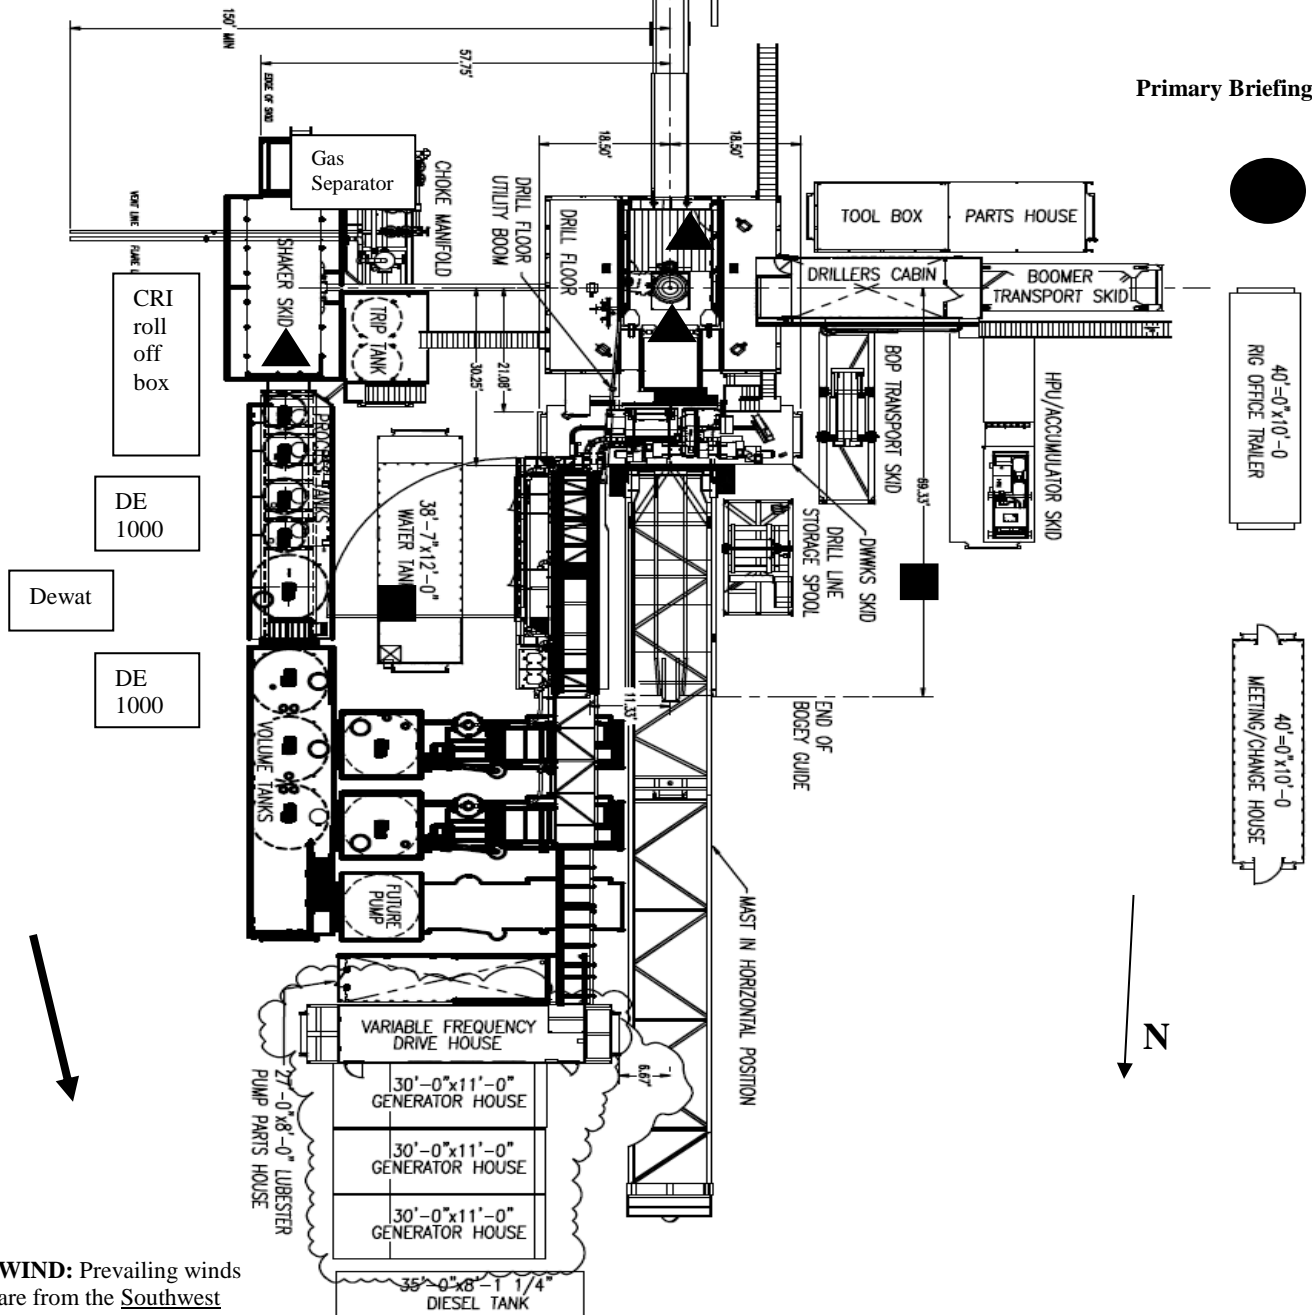 150' MIN
57.75'
EDGE OF SKID
Primary Briefing
18.50'
18.50'
Gas
Separator
CHOKE MANIFOLD
DRILL FLOOR
UTILITY BOOM
DRILL FLOOR
TOOL BOX
PARTS HOUSE
VENT LINE
SHAKER SKID
DRILLERS CABIN
BOOMER
TRANSPORT SKID
CRI
roll
off
box
TRIP TANK
30.25'
21.08'
BOP TRANSPORT SKID
HPU/ACCUMULATOR SKID
40'=0"x10'-0
RIG OFFICE TRAILER
PROCESS TANKS
DE
1000
38'-7"x12'-0"
WATER TANK
DRILL LINE
STORAGE SPOOL
DWWKS SKID
69.33'
Dewat
DE
1000
VOLUME TANKS
11.33'
END OF
BOGEY GUIDE
40'=0"x10'-0
MEETING/CHANGE HOUSE
FUTURE
PUMP
MAST IN HORIZONTAL POSITION
N
VARIABLE FREQUENCY
DRIVE HOUSE
6.67'
27'-0"x8'-0" LUBESTER
PUMP PARTS HOUSE
30'-0"x11'-0"
GENERATOR HOUSE
30'-0"x11'-0"
GENERATOR HOUSE
30'-0"x11'-0"
GENERATOR HOUSE
WIND: Prevailing winds
are from the Southwest
35'-0"x8'-1 1/4"
DIESEL TANK